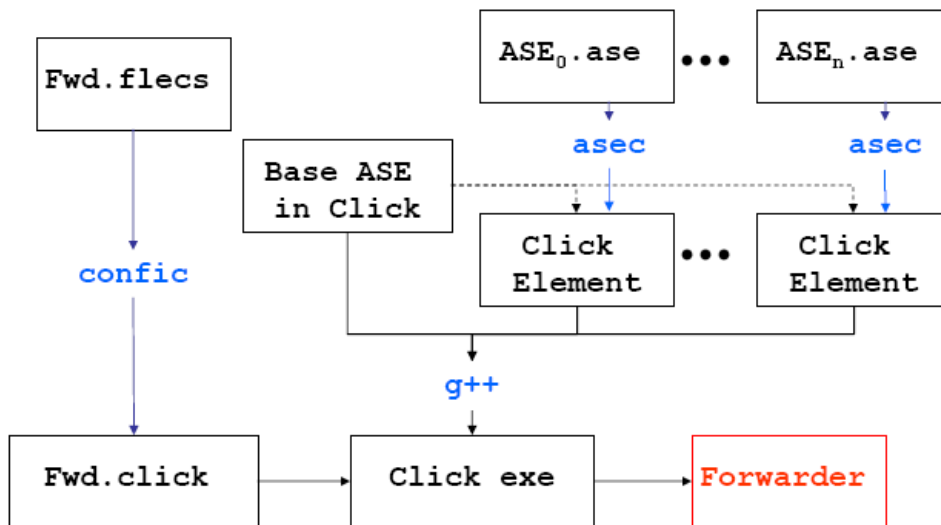 Fwd.flecs
ASE₀.ase
ASEₙ.ase
asec
asec
Base ASE
in Click
Click
Element
Click
Element
confic
g++
Fwd.click
Click exe
Forwarder